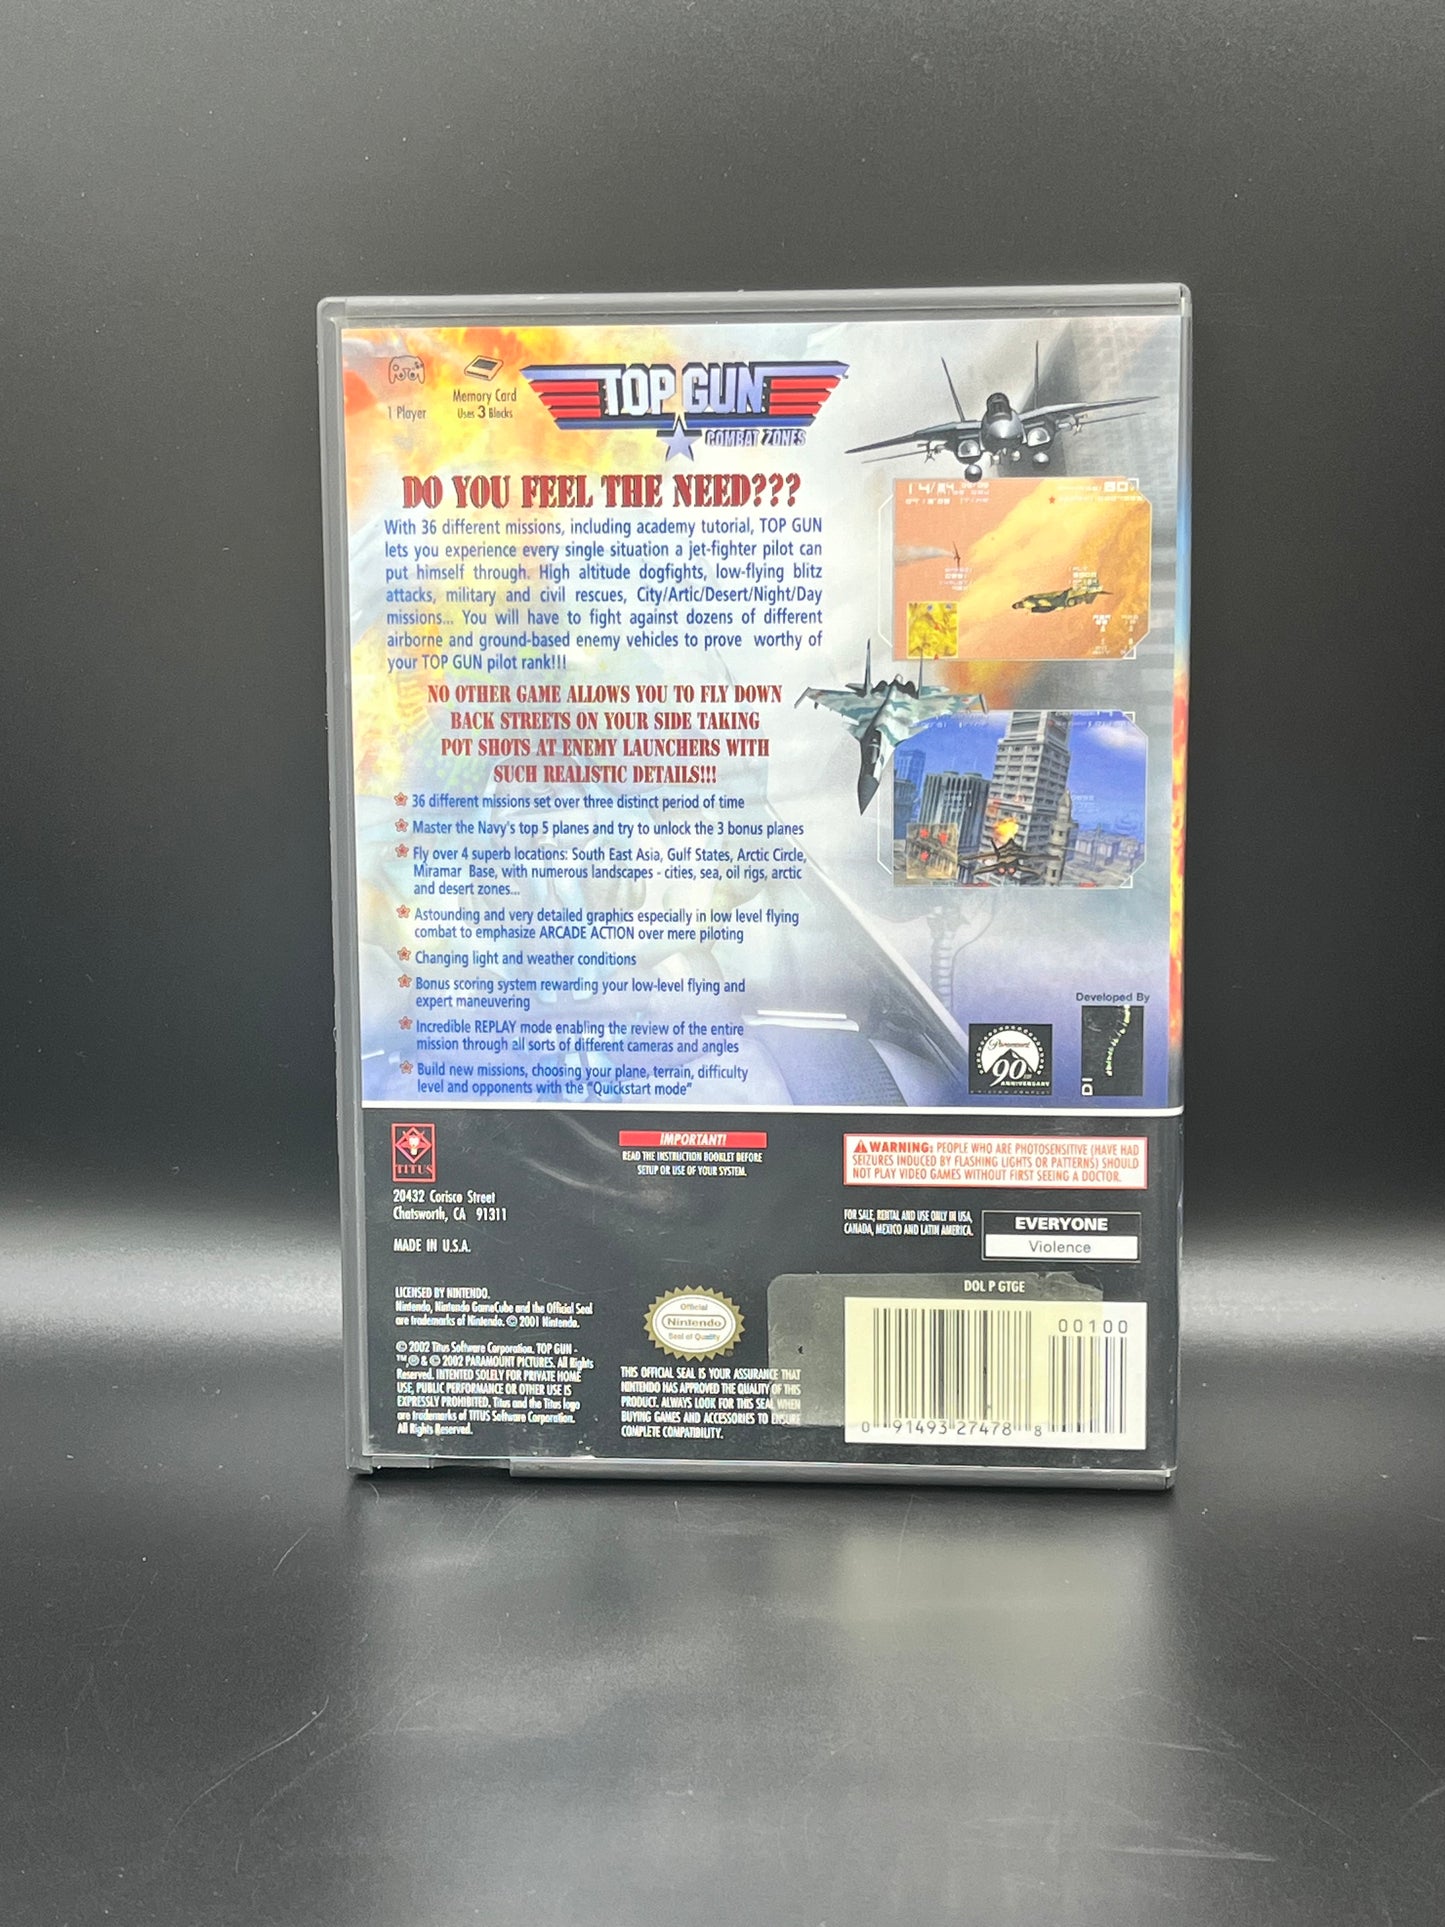 1 Player
Memory Card
Uses 3 Blocks
TOP GUN
COMBAT ZONES
DO YOU FEEL THE NEED???
With 36 different missions, including academy tutorial, TOP GUN
lets you experience every single situation a jet-fighter pilot can
put himself through. High altitude dogfights, low-flying blitz
attacks, military and civil rescues, City/Artic/Desert/Night/Day
missions... You will have to fight against dozens of different
airborne and ground-based enemy vehicles to prove worthy of
your TOP GUN pilot rank!!!
NO OTHER GAME ALLOWS YOU TO FLY DOWN
BACK STREETS ON YOUR SIDE TAKING
POT SHOTS AT ENEMY LAUNCHERS WITH
SUCH REALISTIC DETAILS!!!
36 different missions set over three distinct period of time
Master the Navy's top 5 planes and try to unlock the 3 bonus planes
Fly over 4 superb locations: South East Asia, Gulf States, Arctic Circle,
Miramar Base, with numerous landscapes - cities, sea, oil rigs, arctic
and desert zones...
Astounding and very detailed graphics especially in low level flying
combat to emphasize ARCADE ACTION over mere piloting
Changing light and weather conditions
Bonus scoring system rewarding your low-level flying and
expert maneuvering
Incredible REPLAY mode enabling the review of the entire
mission through all sorts of different cameras and angles
Build new missions, choosing your plane, terrain, difficulty
level and opponents with the "Quickstart mode"
Developed By
Paramount
90TH
ANNIVERSARY
TITUS
20432 Corisco Street
Chatsworth, CA 91311
MADE IN U.S.A.
IMPORTANT!
READ THE INSTRUCTION BOOKLET BEFORE
SETUP OR USE OF YOUR SYSTEM.
WARNING: PEOPLE WHO ARE PHOTOSENSITIVE (HAVE HAD
SEIZURES INDUCED BY FLASHING LIGHTS OR PATTERNS) SHOULD
NOT PLAY VIDEO GAMES WITHOUT FIRST SEEING A DOCTOR.
FOR SALE, RENTAL AND USE ONLY IN USA,
CANADA, MEXICO AND LATIN AMERICA.
EVERYONE
Violence
LICENSED BY NINTENDO.
Nintendo, Nintendo GameCube and the Official Seal
are trademarks of Nintendo. © 2001 Nintendo.
© 2002 Titus Software Corporation. TOP GUN -
™,® & © 2002 PARAMOUNT PICTURES. All Rights
Reserved. INTENTED SOLELY FOR PRIVATE HOME
USE, PUBLIC PERFORMANCE OR OTHER USE IS
EXPRESSLY PROHIBITED. Titus and the Titus logo
are trademarks of TITUS Software Corporation.
All Rights Reserved.
Official
Nintendo
Seal of Quality
THIS OFFICIAL SEAL IS YOUR ASSURANCE THAT
NINTENDO HAS APPROVED THE QUALITY OF THIS
PRODUCT. ALWAYS LOOK FOR THIS SEAL WHEN
BUYING GAMES AND ACCESSORIES TO ENSURE
COMPLETE COMPATIBILITY.
DOL P GTGE
00100
0 91493 27478 8